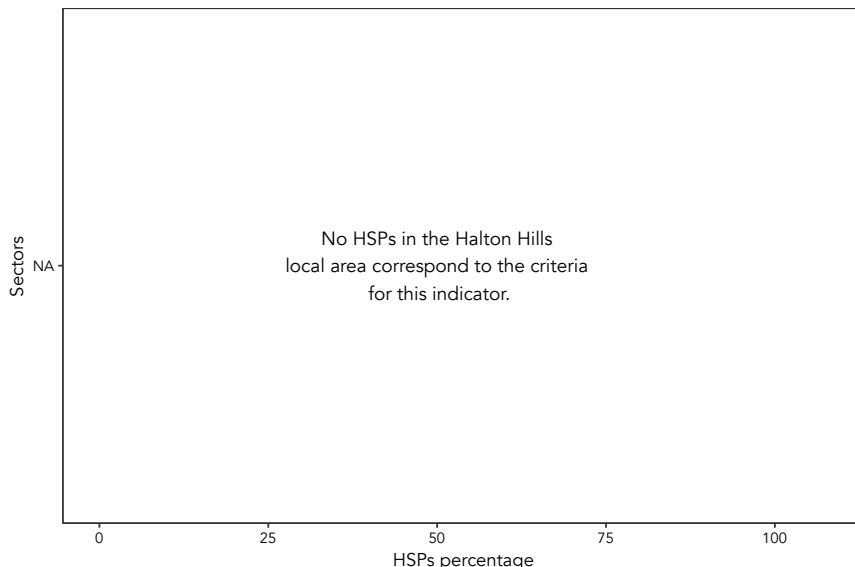 Sectors
NA
No HSPs in the Halton Hills
local area correspond to the criteria
for this indicator.
0 25 50 75 100
HSPs percentage